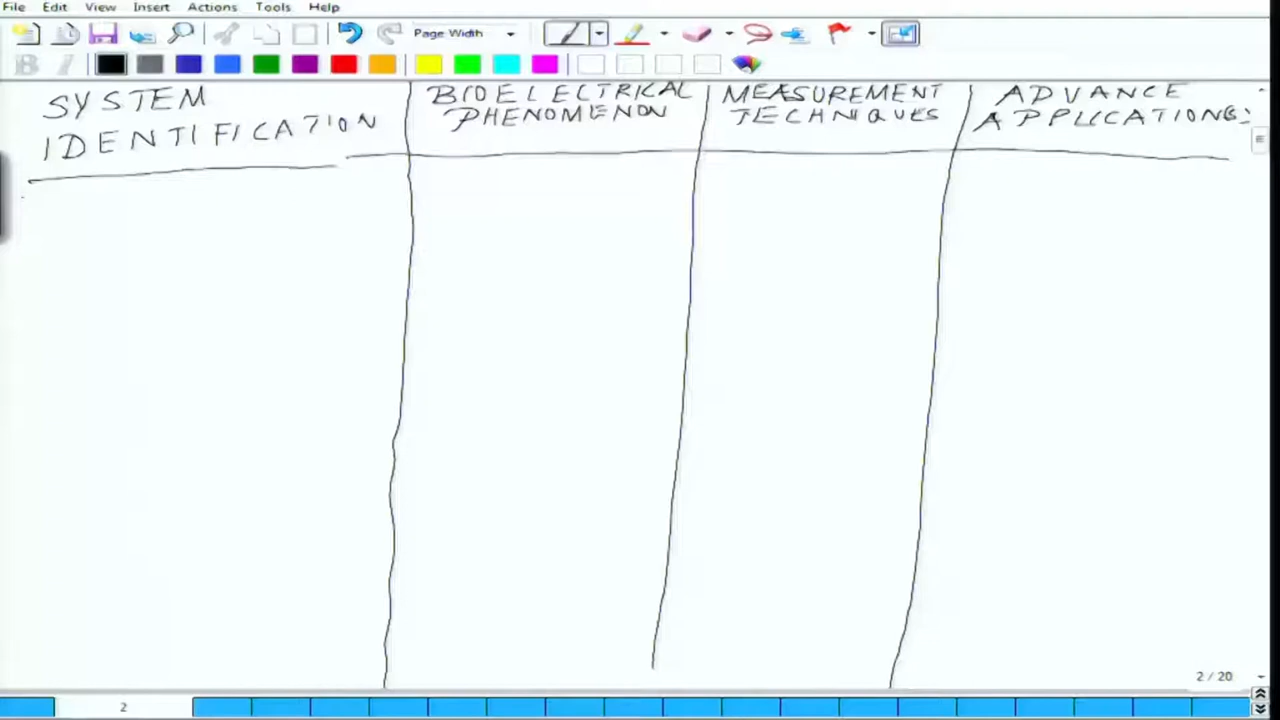 File Edit View Insert Actions Tools Help
Page Width
B I
SYSTEM
IDENTIFICATION
BIOELECTRICAL
PHENOMENON
MEASUREMENT
TECHNIQUES
ADVANCE
APPLICATIONS
2 / 20
2